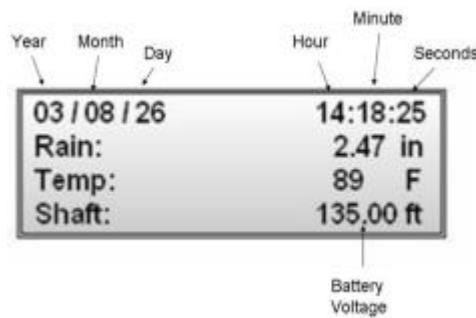 Year Month Day Hour Minute Seconds
03 / 08 / 26 14:18:25
Rain: 2.47 in
Temp: 89 F
Shaft: 135.00 ft
Battery
Voltage